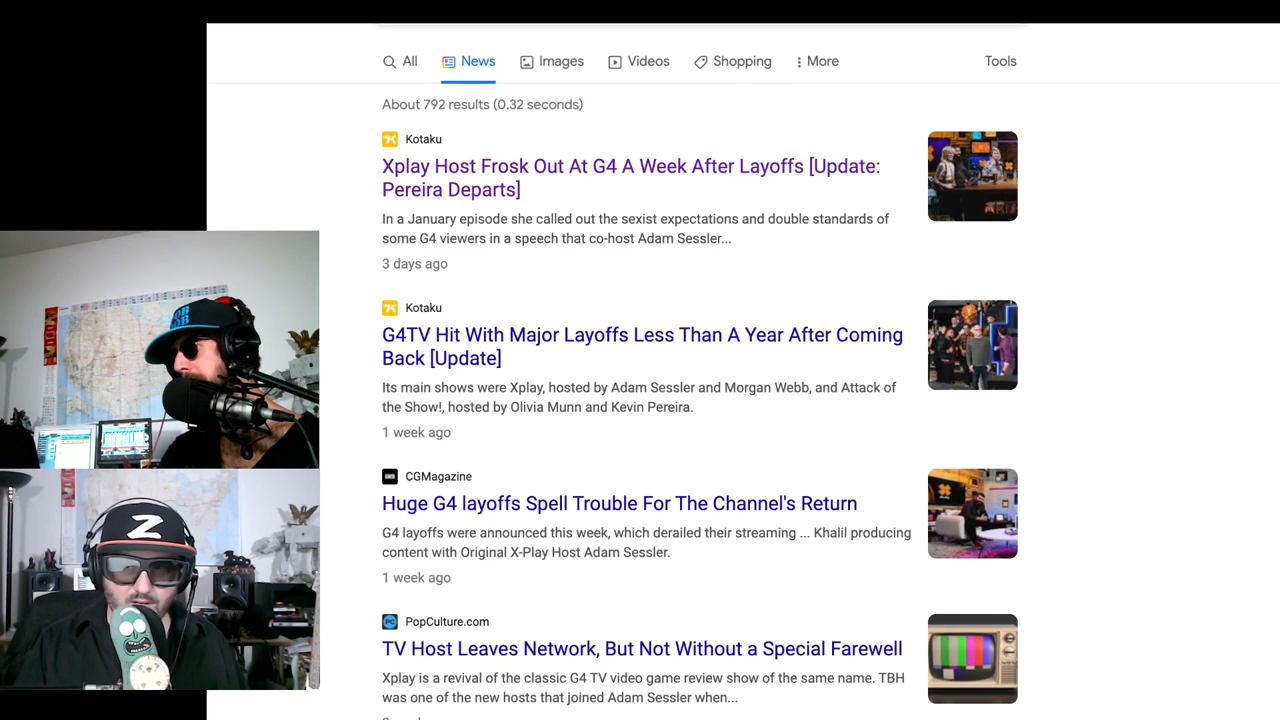 All
News
Images
Videos
Shopping
More
Tools
About 792 results (0.32 seconds)
Kotaku
Xplay Host Frosk Out At G4 A Week After Layoffs [Update:
Pereira Departs]
In a January episode she called out the sexist expectations and double standards of
some G4 viewers in a speech that co-host Adam Sessler...
3 days ago
Kotaku
G4TV Hit With Major Layoffs Less Than A Year After Coming
Back [Update]
Its main shows were Xplay, hosted by Adam Sessler and Morgan Webb, and Attack of
the Show!, hosted by Olivia Munn and Kevin Pereira.
1 week ago
CGMagazine
Huge G4 layoffs Spell Trouble For The Channel's Return
G4 layoffs were announced this week, which derailed their streaming ... Khalil producing
content with Original X-Play Host Adam Sessler.
1 week ago
PC
PopCulture.com
TV Host Leaves Network, But Not Without a Special Farewell
Xplay is a revival of the classic G4 TV video game review show of the same name. TBH
was one of the new hosts that joined Adam Sessler when...
Z